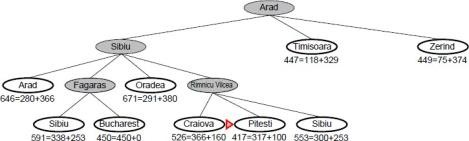 Arad
Sibiu
Timisoara
Zerind
447=118+329
449=75+374
Arad
Fagaras
Oradea
Rimnicu Vilcea
646=280+366
671=291+380
Sibiu
Bucharest
Craiova
Pitesti
Sibiu
591=338+253
450=450+0
526=366+160
417=317+100
553=300+253